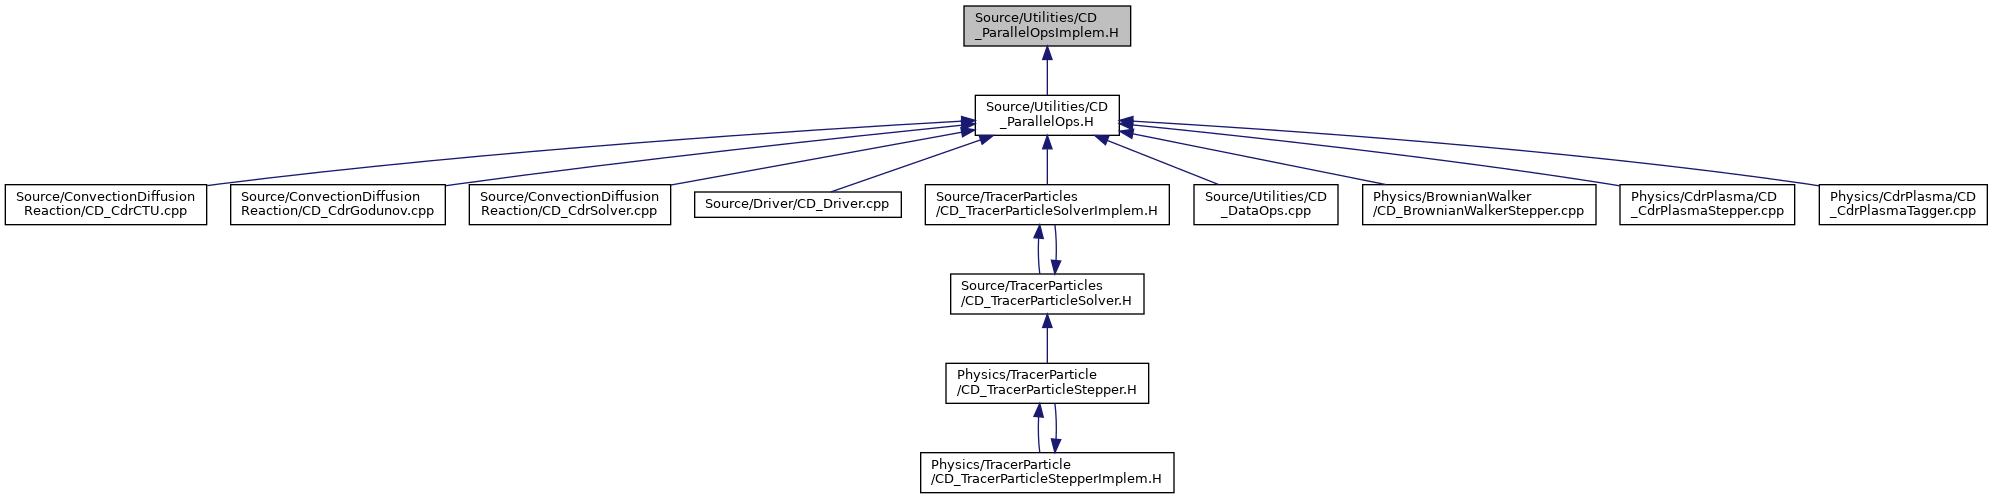 Source/Utilities/CD
_ParallelOpsImplem.H
Source/Utilities/CD
_ParallelOps.H
Source/ConvectionDiffusion
Reaction/CD_CdrCTU.cpp
Source/ConvectionDiffusion
Reaction/CD_CdrGodunov.cpp
Source/ConvectionDiffusion
Reaction/CD_CdrSolver.cpp
Source/Driver/CD_Driver.cpp
Source/TracerParticles
/CD_TracerParticleSolverImplem.H
Source/Utilities/CD
_DataOps.cpp
Physics/BrownianWalker
/CD_BrownianWalkerStepper.cpp
Physics/CdrPlasma/CD
_CdrPlasmaStepper.cpp
Physics/CdrPlasma/CD
_CdrPlasmaTagger.cpp
Source/TracerParticles
/CD_TracerParticleSolver.H
Physics/TracerParticle
/CD_TracerParticleStepper.H
Physics/TracerParticle
/CD_TracerParticleStepperImplem.H